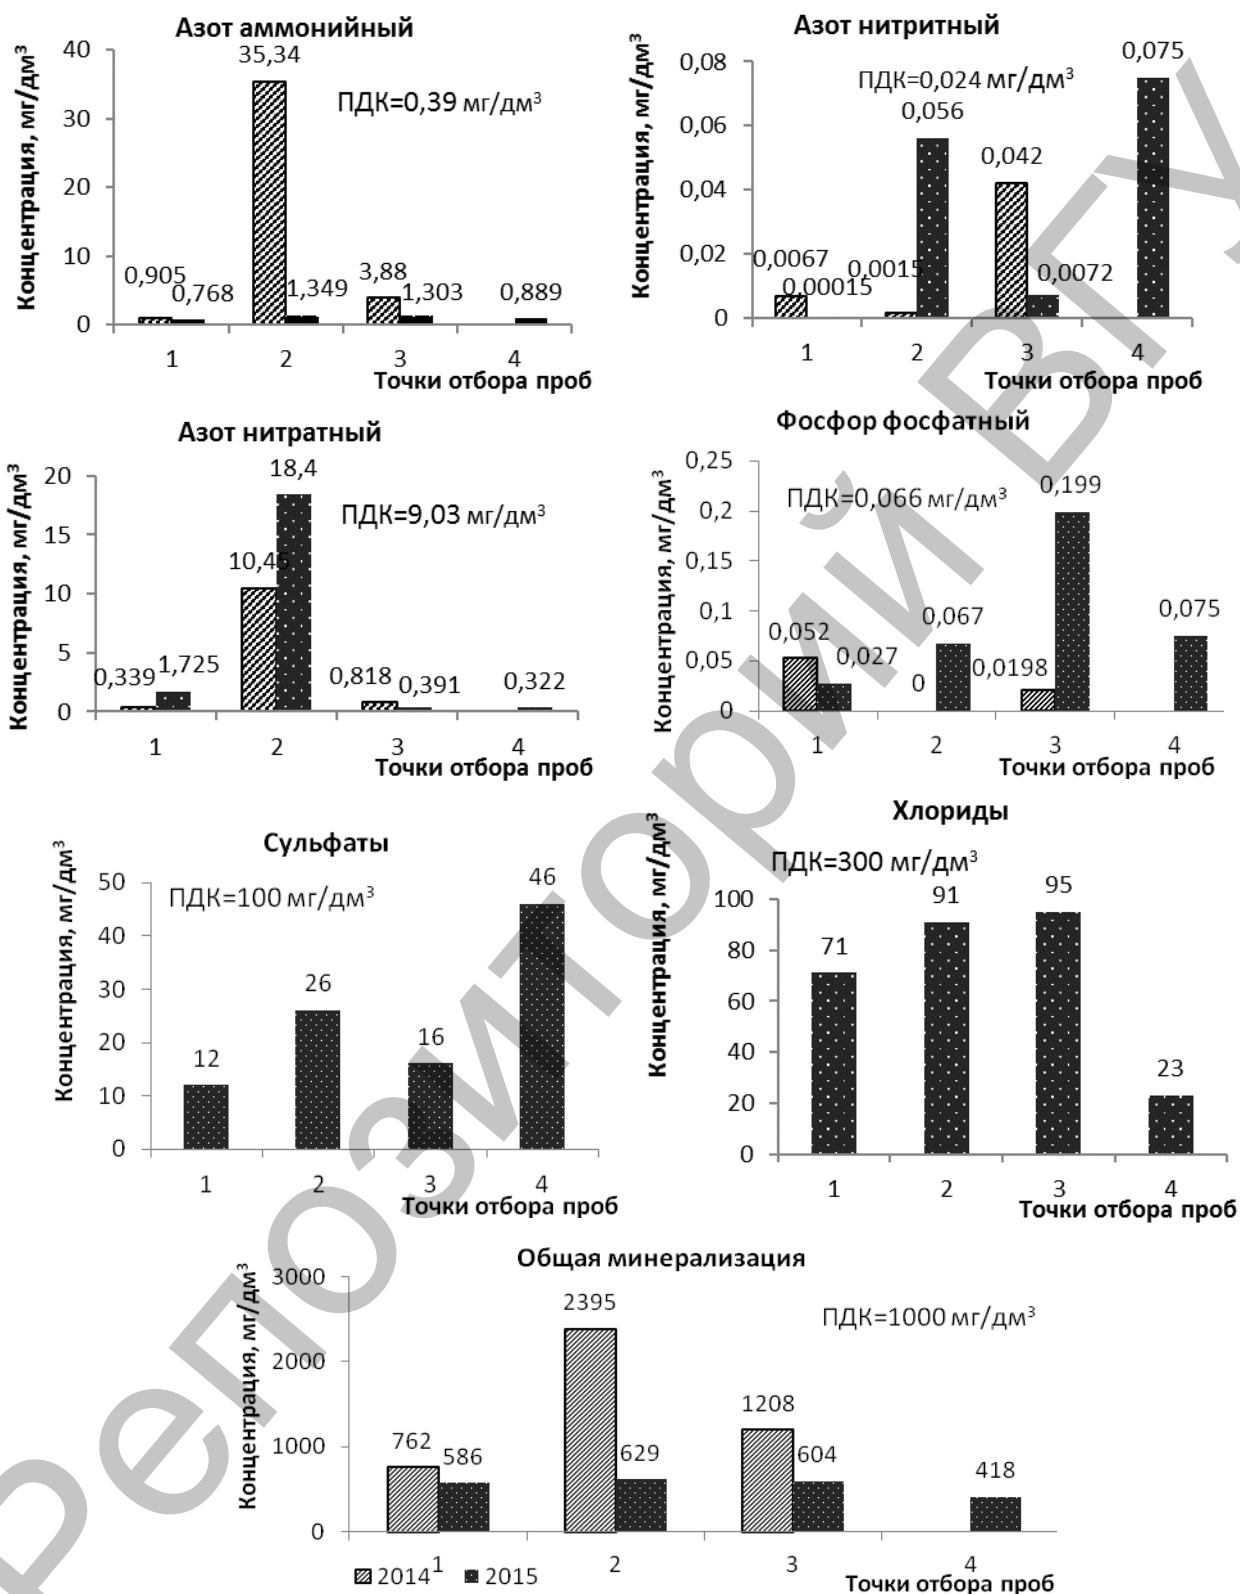 Азот аммонийный
Концентрация, мг/дм³
40
30
20
10
0
ПДК=0,39 мг/дм³
0,905
0,768
35,34
1,349
3,88
1,303
0,889
1 2 3 4
Точки отбора проб
Азот нитритный
Концентрация, мг/дм³
0,08
0,06
0,04
0,02
0
ПДК=0,024 мг/дм³
0,0067
0,00015
0,0015
0,056
0,042
0,0072
0,075
1 2 3 4
Точки отбора проб
Азот нитратный
Концентрация, мг/дм³
20
15
10
5
0
ПДК=9,03 мг/дм³
0,339
1,725
10,45
18,4
0,818
0,391
0,322
1 2 3 4
Точки отбора проб
Фосфор фосфатный
Концентрация, мг/дм³
0,25
0,2
0,15
0,1
0,05
0
ПДК=0,066 мг/дм³
0,052
0,027
0
0,067
0,0198
0,199
0,075
1 2 3 4
Точки отбора проб
Сульфаты
Концентрация, мг/дм³
50
40
30
20
10
0
ПДК=100 мг/дм³
12
26
16
46
1 2 3 4
Точки отбора проб
Хлориды
Концентрация, мг/дм³
100
80
60
40
20
0
ПДК=300 мг/дм³
71
91
95
23
1 2 3 4
Точки отбора проб
Общая минерализация
Концентрация, мг/дм³
3000
2000
1000
0
ПДК=1000 мг/дм³
762
586
2395
629
1208
604
418
1 2 3 4
Точки отбора проб
2014 2015
Репозиторий ВГУ